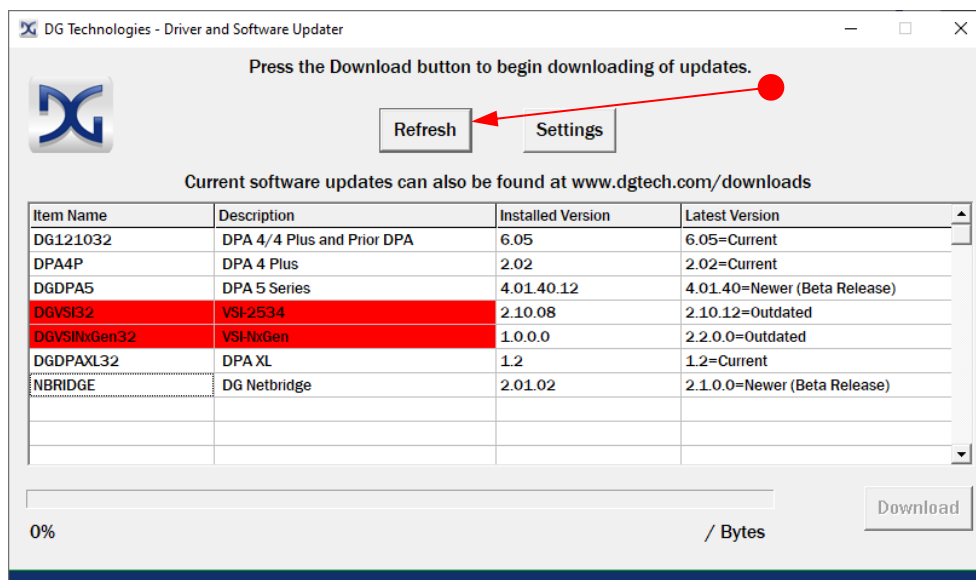 DG Technologies - Driver and Software Updater
Press the Download button to begin downloading of updates.
DG
Refresh Settings
Current software updates can also be found at www.dgtech.com/downloads
Item Name Description Installed Version Latest Version
DG121032 DPA 4/4 Plus and Prior DPA 6.05 6.05=Current
DPA4P DPA 4 Plus 2.02 2.02=Current
DGDPA5 DPA 5 Series 4.01.40.12 4.01.40=Newer (Beta Release)
DGVSI32 VSI-2534 2.10.08 2.10.12=Outdated
DGVSINxGen32 VSI-NxGen 1.0.0.0 2.2.0.0=Outdated
DGDPAXL32 DPA XL 1.2 1.2=Current
NBRIDGE DG Netbridge 2.01.02 2.1.0.0=Newer (Beta Release)
Download
0% / Bytes